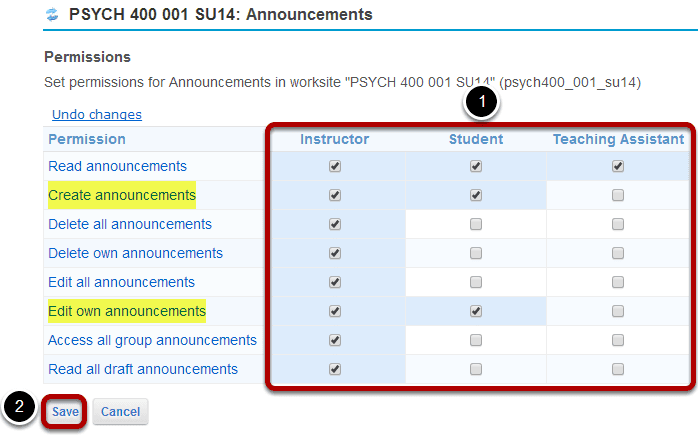 PSYCH 400 001 SU14: Announcements
Permissions
Set permissions for Announcements in worksite "PSYCH 400 001 SU14" (psych400_001_su14)
1
Undo changes
Permission Instructor Student Teaching Assistant
Read announcements
Create announcements
Delete all announcements
Delete own announcements
Edit all announcements
Edit own announcements
Access all group announcements
Read all draft announcements
2 Save Cancel